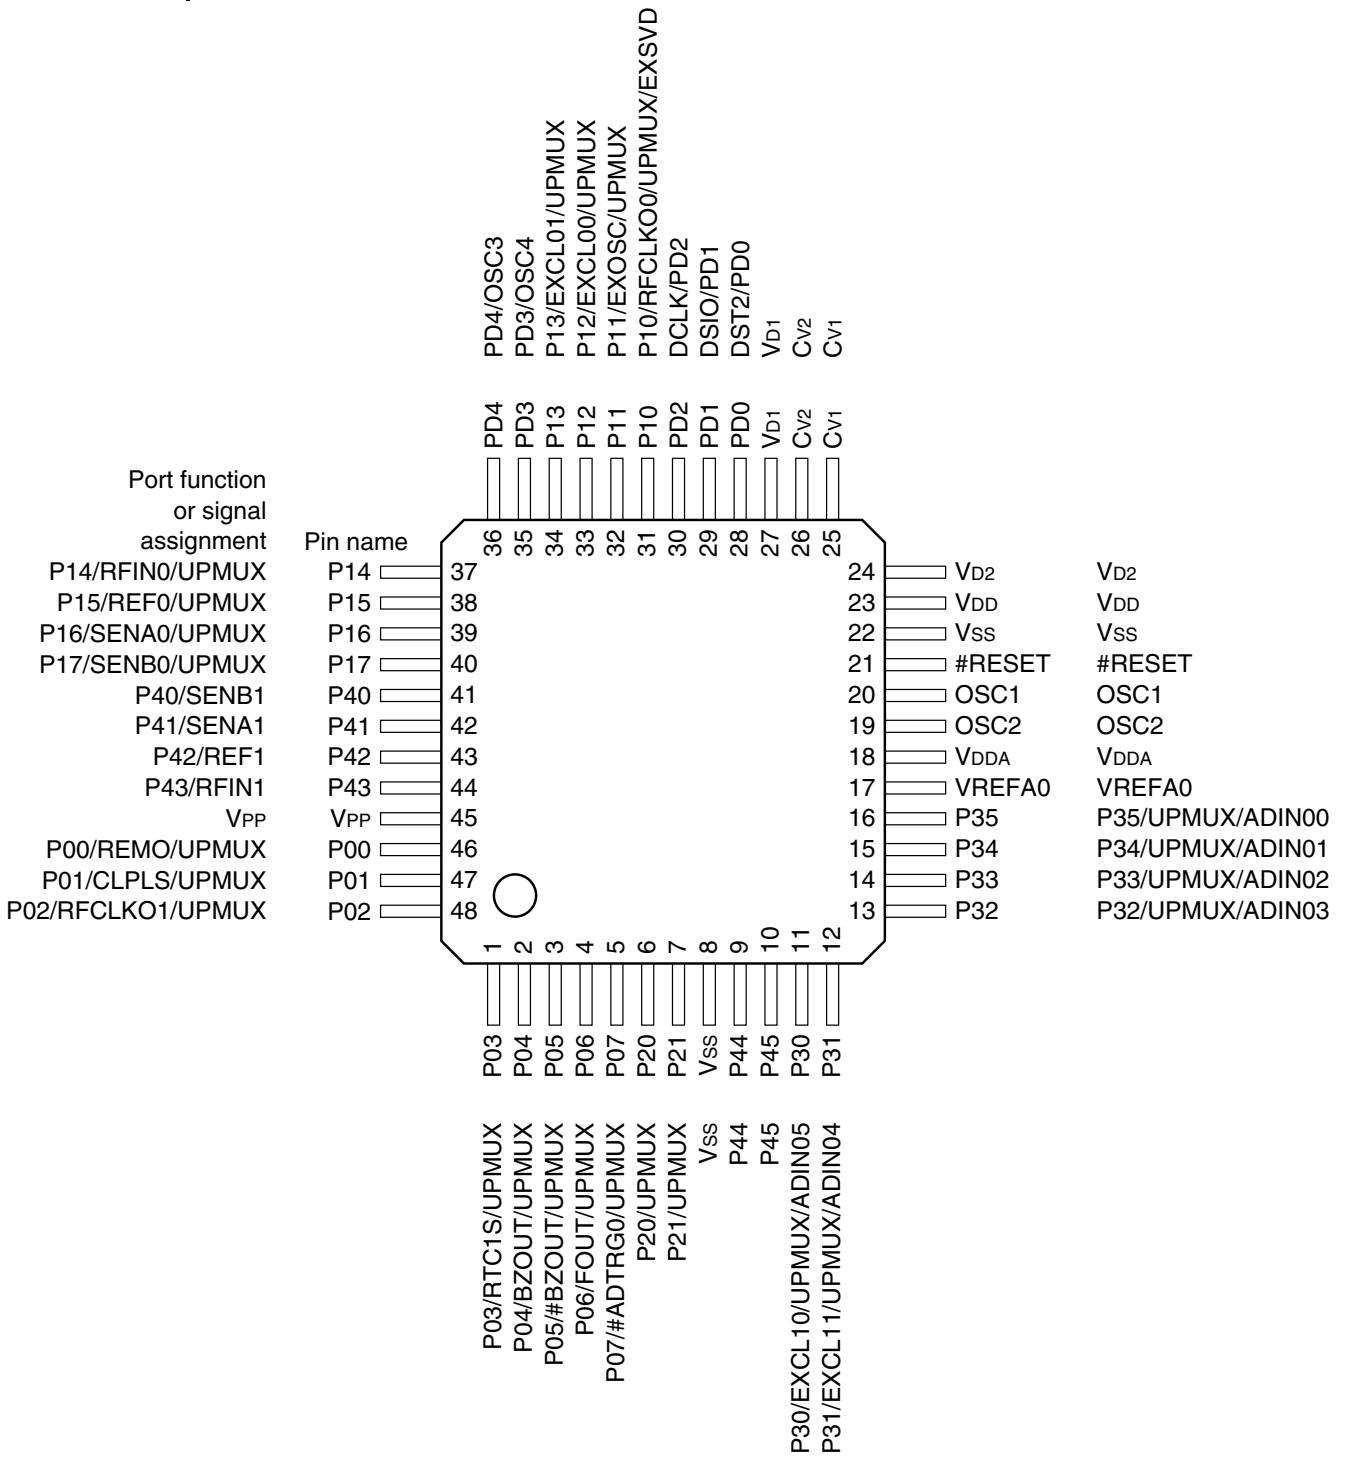 PD4/OSC3
PD3/OSC4
P13/EXCL01/UPMUX
P12/EXCL00/UPMUX
P11/EXOSC/UPMUX
P10/RFCLKO0/UPMUX/EXSVD
DCLK/PD2
DSIO/PD1
DST2/PD0
VD1
CV2
CV1
PD4
PD3
P13
P12
P11
P10
PD2
PD1
PD0
VD1
CV2
CV1
Port function
or signal
assignment
Pin name
36
35
34
33
32
31
30
29
28
27
26
25
P14/RFIN0/UPMUX P14 37
P15/REF0/UPMUX P15 38
P16/SENA0/UPMUX P16 39
P17/SENB0/UPMUX P17 40
P40/SENB1 P40 41
P41/SENA1 P41 42
P42/REF1 P42 43
P43/RFIN1 P43 44
VPP VPP 45
P00/REMO/UPMUX P00 46
P01/CLPLS/UPMUX P01 47
P02/RFCLKO1/UPMUX P02 48
24 VD2 VD2
23 VDD VDD
22 VSS VSS
21 #RESET #RESET
20 OSC1 OSC1
19 OSC2 OSC2
18 VDDA VDDA
17 VREFA0 VREFA0
16 P35 P35/UPMUX/ADIN00
15 P34 P34/UPMUX/ADIN01
14 P33 P33/UPMUX/ADIN02
13 P32 P32/UPMUX/ADIN03
1
2
3
4
5
6
7
8
9
10
11
12
P03
P04
P05
P06
P07
P20
P21
VSS
P44
P45
P30
P31
P03/RTC1S/UPMUX
P04/BZOUT/UPMUX
P05/#BZOUT/UPMUX
P06/FOUT/UPMUX
P07/#ADTRG0/UPMUX
P20/UPMUX
P21/UPMUX
VSS
P44
P45
P30/EXCL10/UPMUX/ADIN05
P31/EXCL11/UPMUX/ADIN04